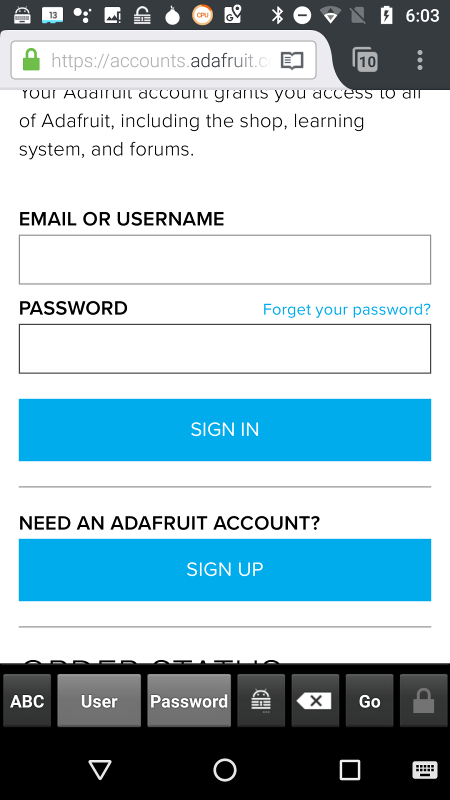 13
CPU
G
6:03
https://accounts.adafruit.c
10
Your Adafruit account grants you access to all
of Adafruit, including the shop, learning
system, and forums.
EMAIL OR USERNAME
PASSWORD
Forget your password?
SIGN IN
NEED AN ADAFRUIT ACCOUNT?
SIGN UP
ORDER STATUS
ABC
User
Password
Go